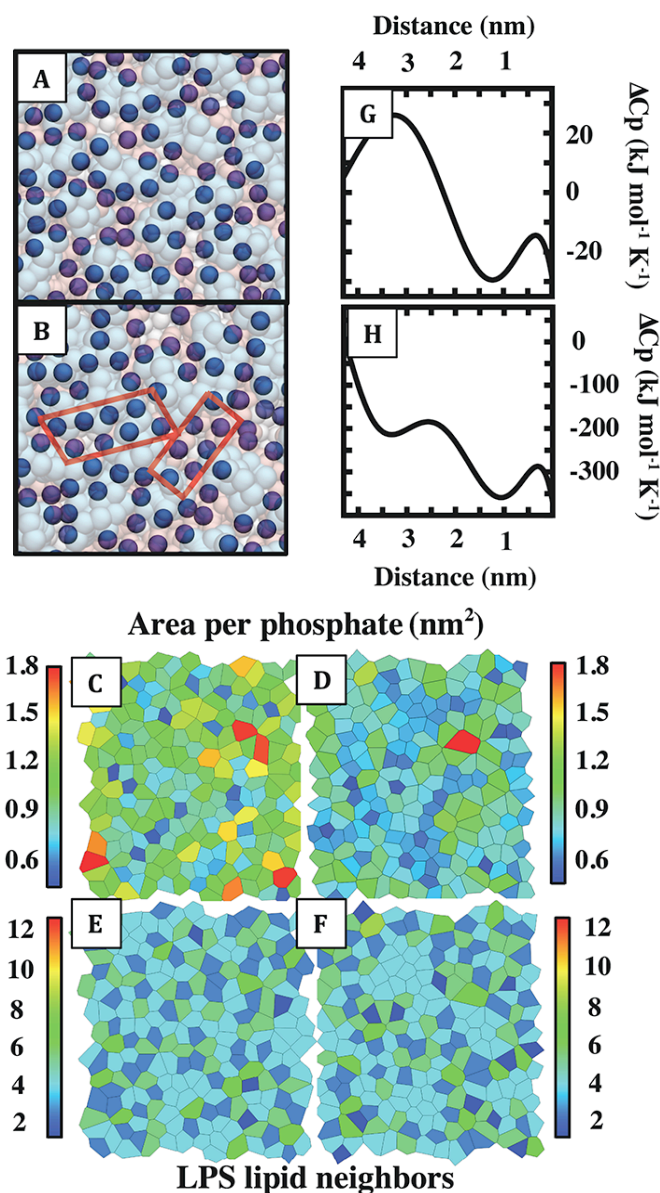 Distance (nm)
4 3 2 1
A
G
20
0
-20
ΔCp (kJ mol-1 K-1)
B
H
0
-100
-200
-300
ΔCp (kJ mol-1 K-1)
4 3 2 1
Distance (nm)
Area per phosphate (nm2)
1.8
1.5
1.2
0.9
0.6
C
D
1.8
1.5
1.2
0.9
0.6
12
10
8
6
4
2
E
F
12
10
8
6
4
2
LPS lipid neighbors